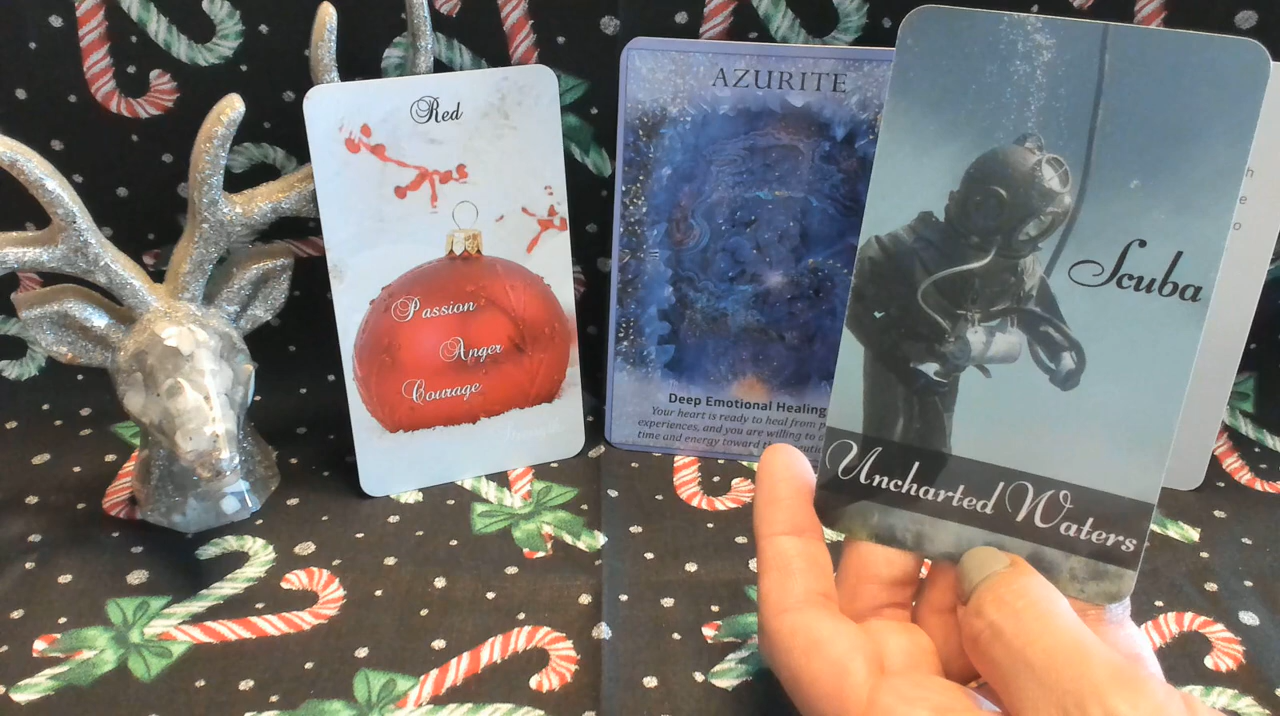 Red
Passion
Anger
Courage
AZURITE
Deep Emotional Healing
Your heart is ready to heal from p
experiences, and you are willing to
time and energy toward
Scuba
Uncharted Waters